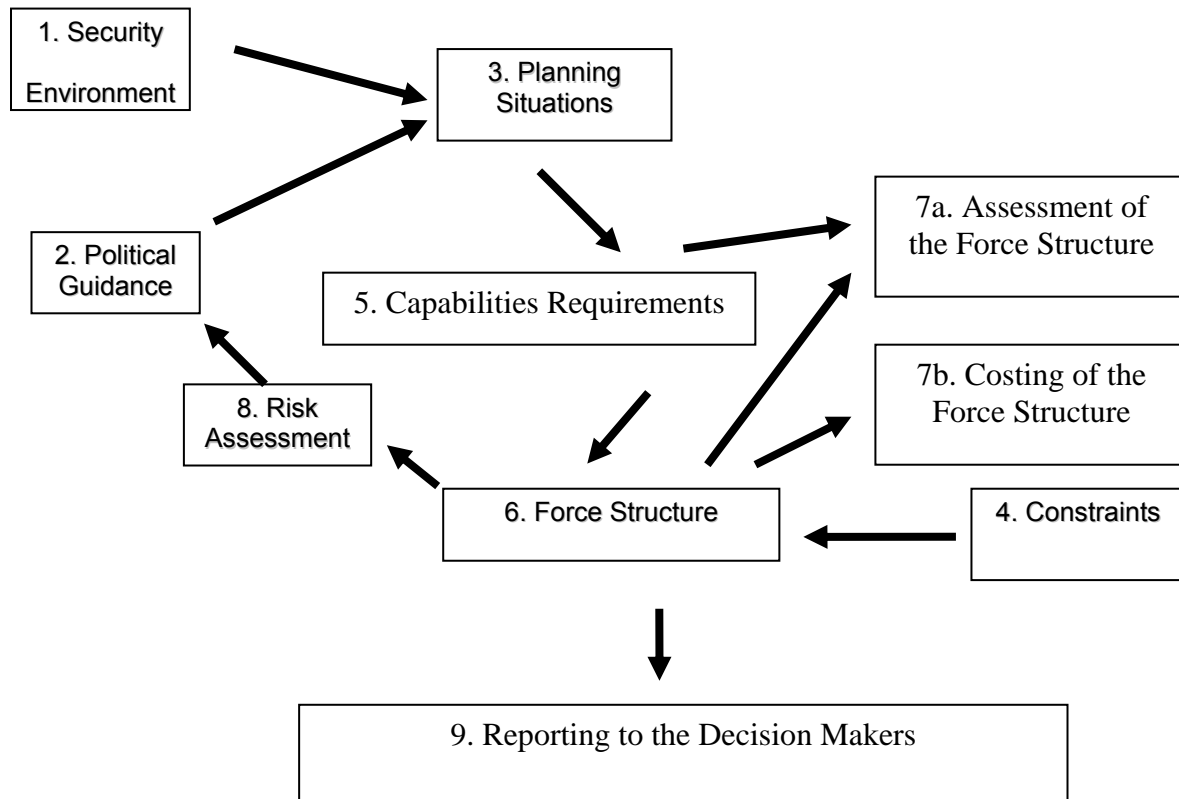 1. Security
Environment
3. Planning
Situations
7a. Assessment of
the Force Structure
2. Political
Guidance
5. Capabilities Requirements
7b. Costing of the
Force Structure
8. Risk
Assessment
6. Force Structure
4. Constraints
9. Reporting to the Decision Makers